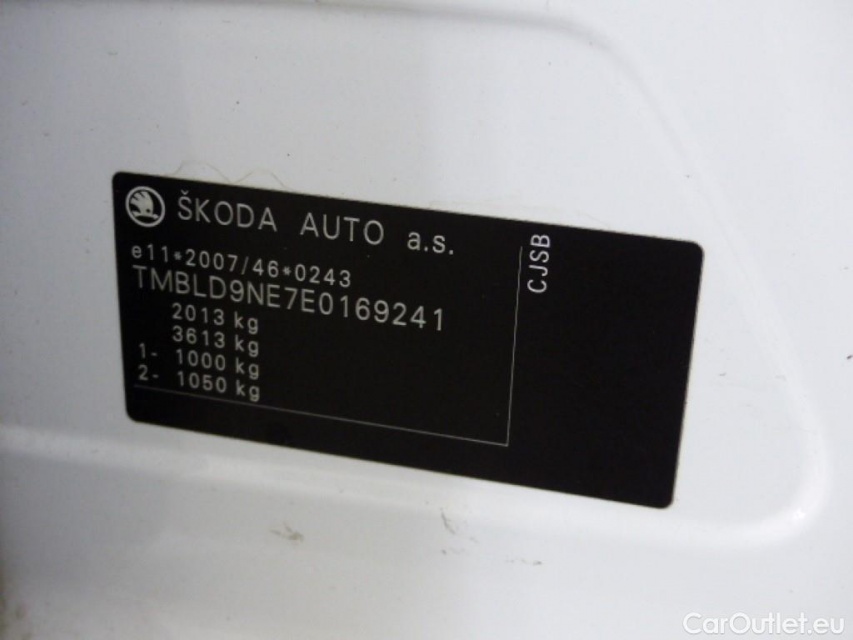 ŠKODA AUTO a.s.
e11*2007/46*0243
TMBLD9NE7E0169241
2013 kg
3613 kg
1- 1000 kg
2- 1050 kg
CJSB
CarOutlet.eu